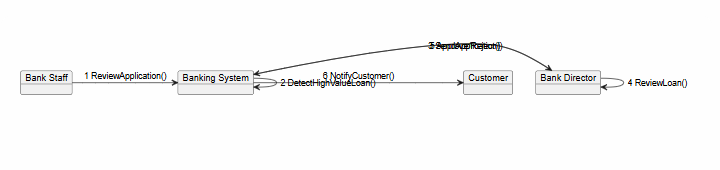 Bank Staff
1 ReviewApplication()
Banking System
2 DetectHighValueLoan()
6 NotifyCustomer()
Customer
Bank Director
4 ReviewLoan()